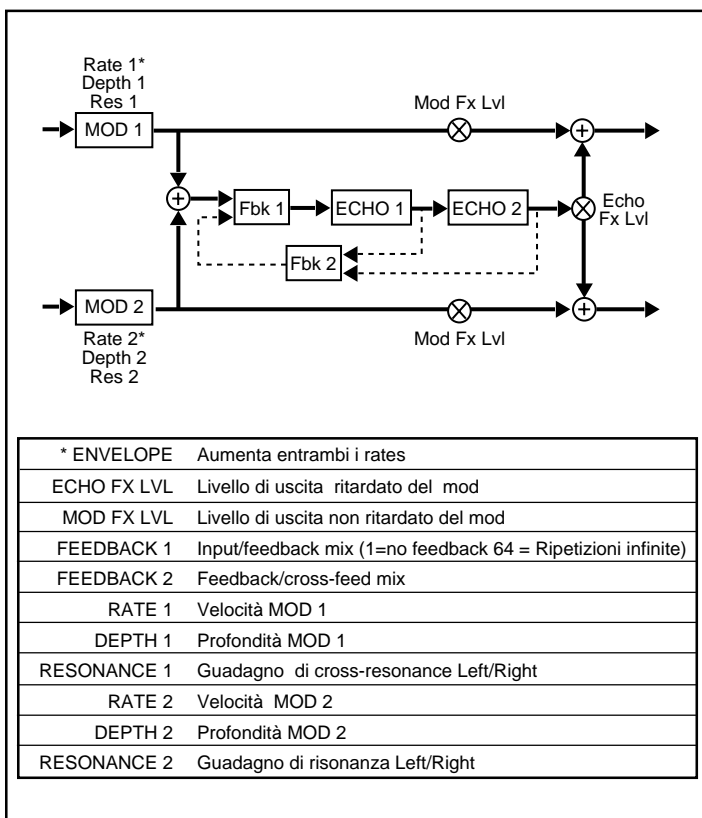 Rate 1*
Depth 1
Res 1
MOD 1
Mod Fx Lvl
Fbk 1
ECHO 1
ECHO 2
Echo
Fx Lvl
Fbk 2
MOD 2
Rate 2*
Depth 2
Res 2
Mod Fx Lvl
* ENVELOPE Aumenta entrambi i rates
ECHO FX LVL Livello di uscita ritardato del mod
MOD FX LVL Livello di uscita non ritardato del mod
FEEDBACK 1 Input/feedback mix (1=no feedback 64 = Ripetizioni infinite)
FEEDBACK 2 Feedback/cross-feed mix
RATE 1 Velocità MOD 1
DEPTH 1 Profondità MOD 1
RESONANCE 1 Guadagno di cross-resonance Left/Right
RATE 2 Velocità MOD 2
DEPTH 2 Profondità MOD 2
RESONANCE 2 Guadagno di risonanza Left/Right